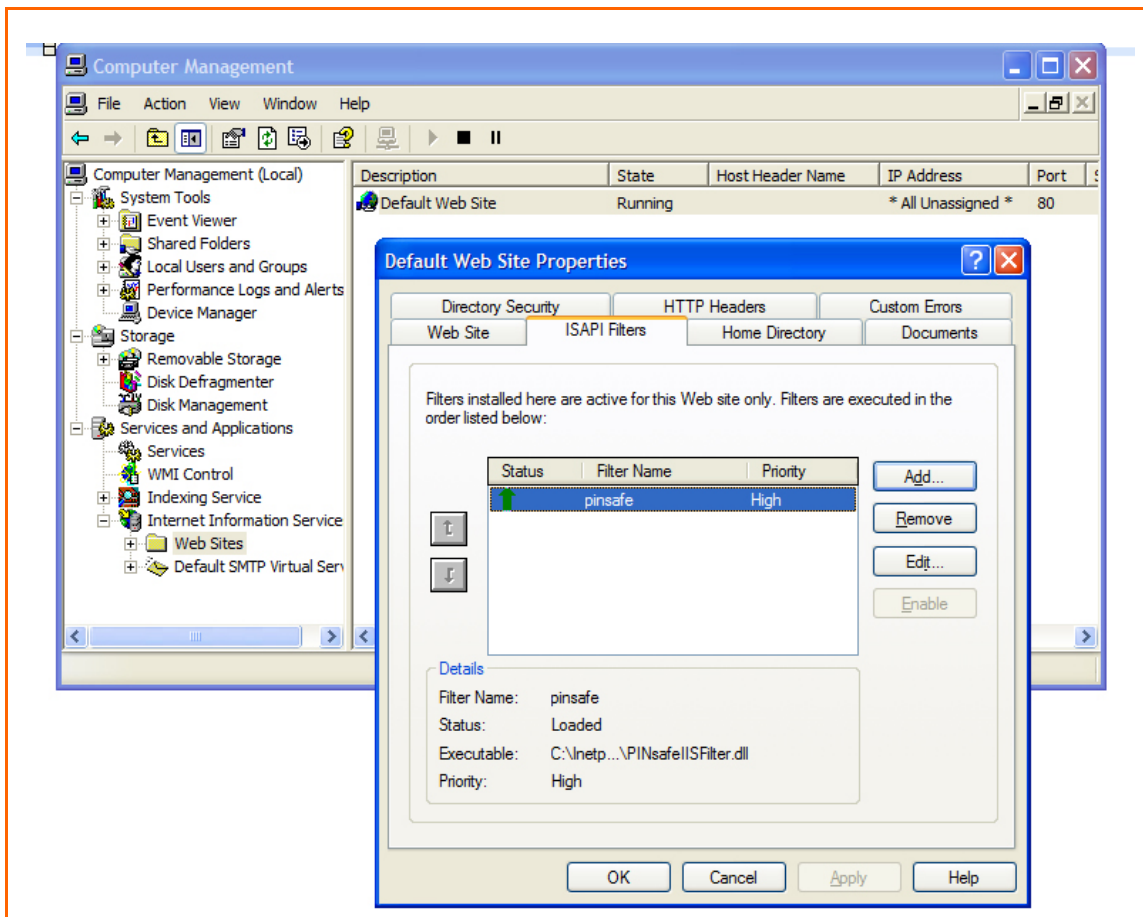 Computer Management
File Action View Window Help
Computer Management (Local)
System Tools
Event Viewer
Shared Folders
Local Users and Groups
Performance Logs and Alerts
Device Manager
Storage
Removable Storage
Disk Defragmenter
Disk Management
Services and Applications
Services
WMI Control
Indexing Service
Internet Information Service
Web Sites
Default SMTP Virtual Serv
Description State Host Header Name IP Address Port
Default Web Site Running * All Unassigned * 80
Default Web Site Properties
Directory Security HTTP Headers Custom Errors
Web Site ISAPI Filters Home Directory Documents
Filters installed here are active for this Web site only. Filters are executed in the
order listed below:
Status Filter Name Priority
pinsafe High
Add...
Remove
Edit...
Enable
Details
Filter Name: pinsafe
Status: Loaded
Executable: C:\Inetp...\PINsafeIISFilter.dll
Priority: High
OK Cancel Apply Help